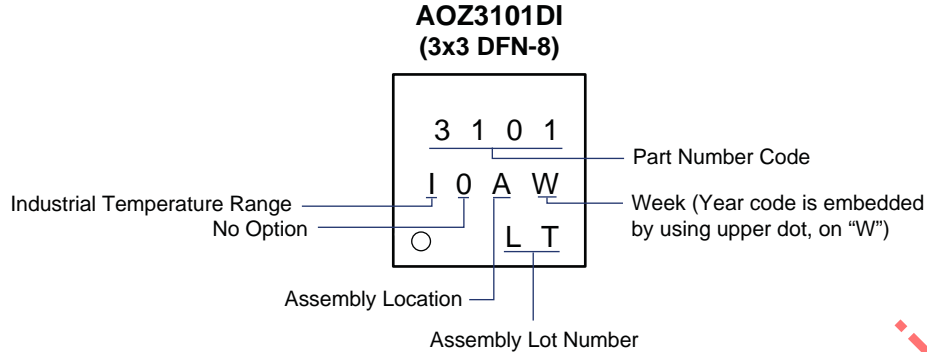 AOZ3101DI
(3x3 DFN-8)
3 1 0 1
Part Number Code
I 0 A W
Industrial Temperature Range
No Option
Week (Year code is embedded
by using upper dot, on “W”)
L T
Assembly Location
Assembly Lot Number